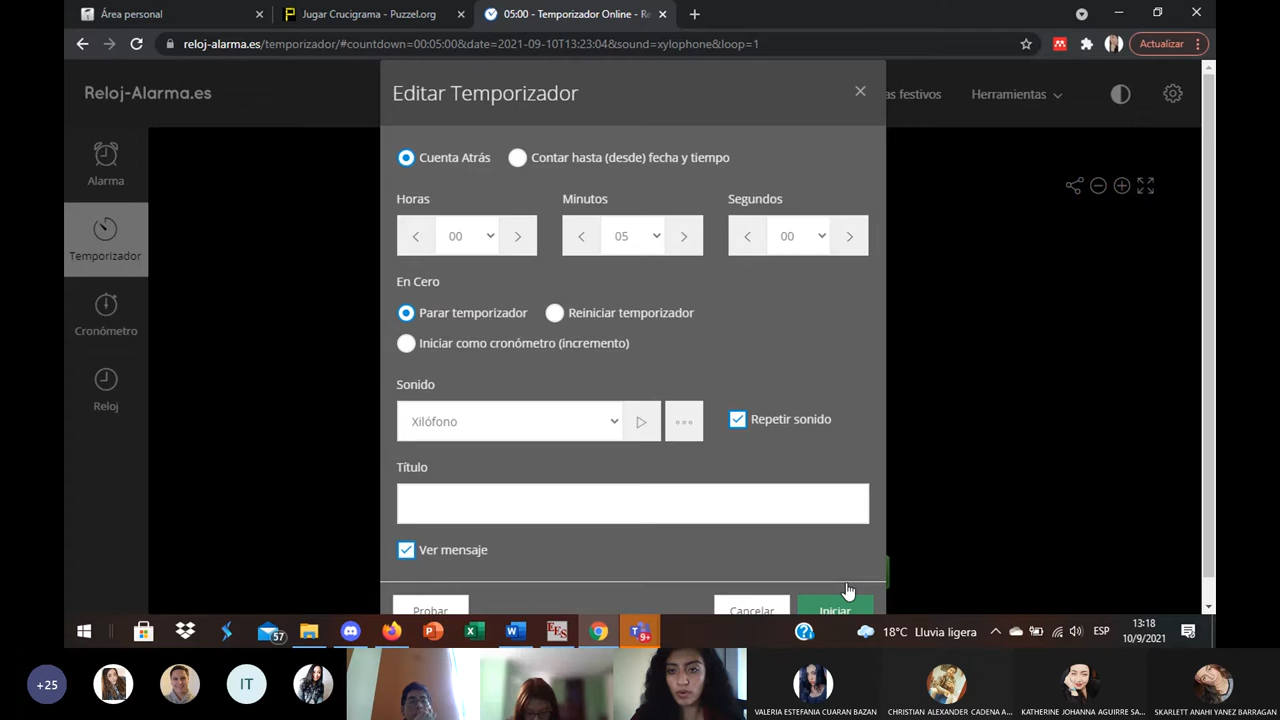 Área personal
Jugar Crucigrama - Puzzel.org
05:00 - Temporizador Online - Re
reloj-alarma.es/temporizador/#countdown=00:05:00&date=2021-09-10T13:23:04&sound=xylophone&loop=1
Actualizar
Reloj-Alarma.es
Editar Temporizador
as festivos
Herramientas
Alarma
Temporizador
Cronómetro
Reloj
Cuenta Atrás
Contar hasta (desde) fecha y tiempo
Horas
Minutos
Segundos
00
05
00
En Cero
Parar temporizador
Reiniciar temporizador
Iniciar como cronómetro (incremento)
Sonido
Xilófono
Repetir sonido
Título
Ver mensaje
Probar
Cancelar
Iniciar
57
9+
18°C Lluvia ligera
ESP
13:18
10/9/2021
+25
IT
VALERIA ESTEFANIA CUARAN BAZAN
CHRISTIAN ALEXANDER CADENA A...
KATHERINE JOHANNA AGUIRRE SA...
SKARLETT ANAHI YANEZ BARRAGAN